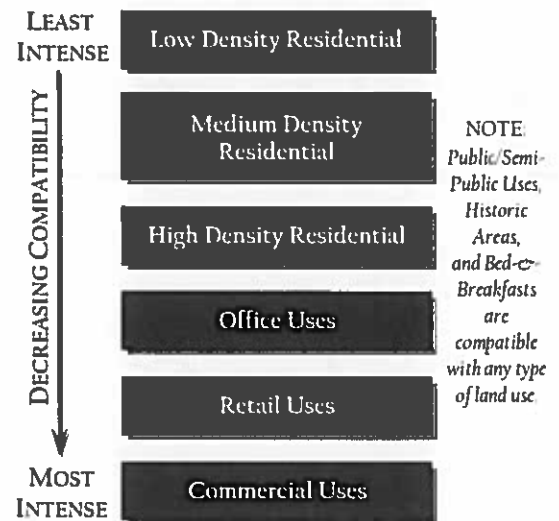 LEAST
INTENSE
DECREASING COMPATIBILITY
MOST
INTENSE
Low Density Residential
Medium Density
Residential
High Density Residential
Office Uses
Retail Uses
Commercial Uses
NOTE:
Public/Semi-
Public Uses,
Historic
Areas,
and Bed-&-
Breakfasts
are
compatible
with any type
of land use